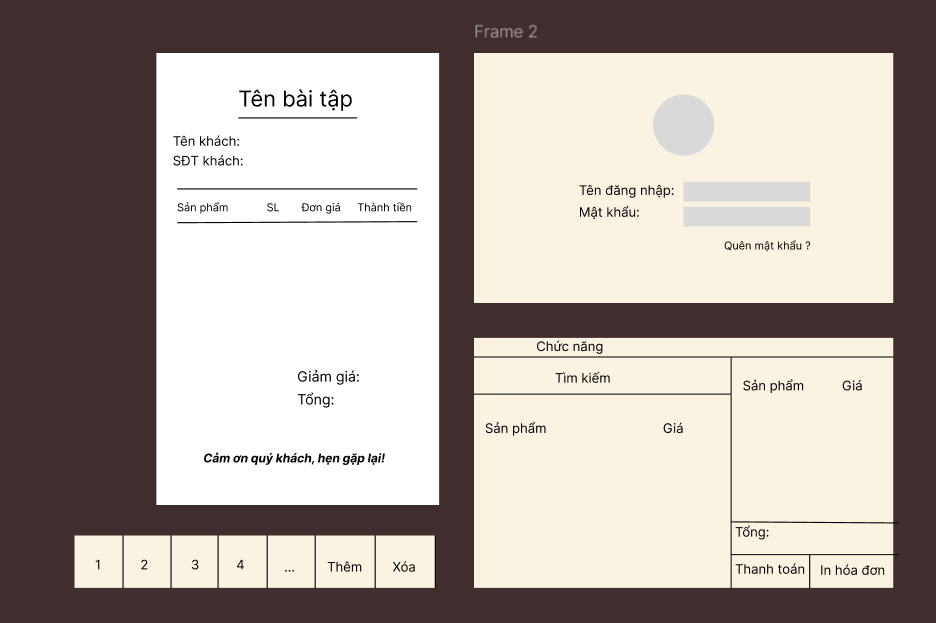 Frame 2
Tên bài tập
Tên khách:
SĐT khách:
Sản phẩm SL Đơn giá Thành tiền
Giảm giá:
Tổng:
Cảm ơn quý khách, hẹn gặp lại!
1 2 3 4 ... Thêm Xóa
Tên đăng nhập:
Mật khẩu:
Quên mật khẩu ?
Chức năng
Tìm kiếm
Sản phẩm Giá
Sản phẩm Giá
Tổng:
Thanh toán In hóa đơn